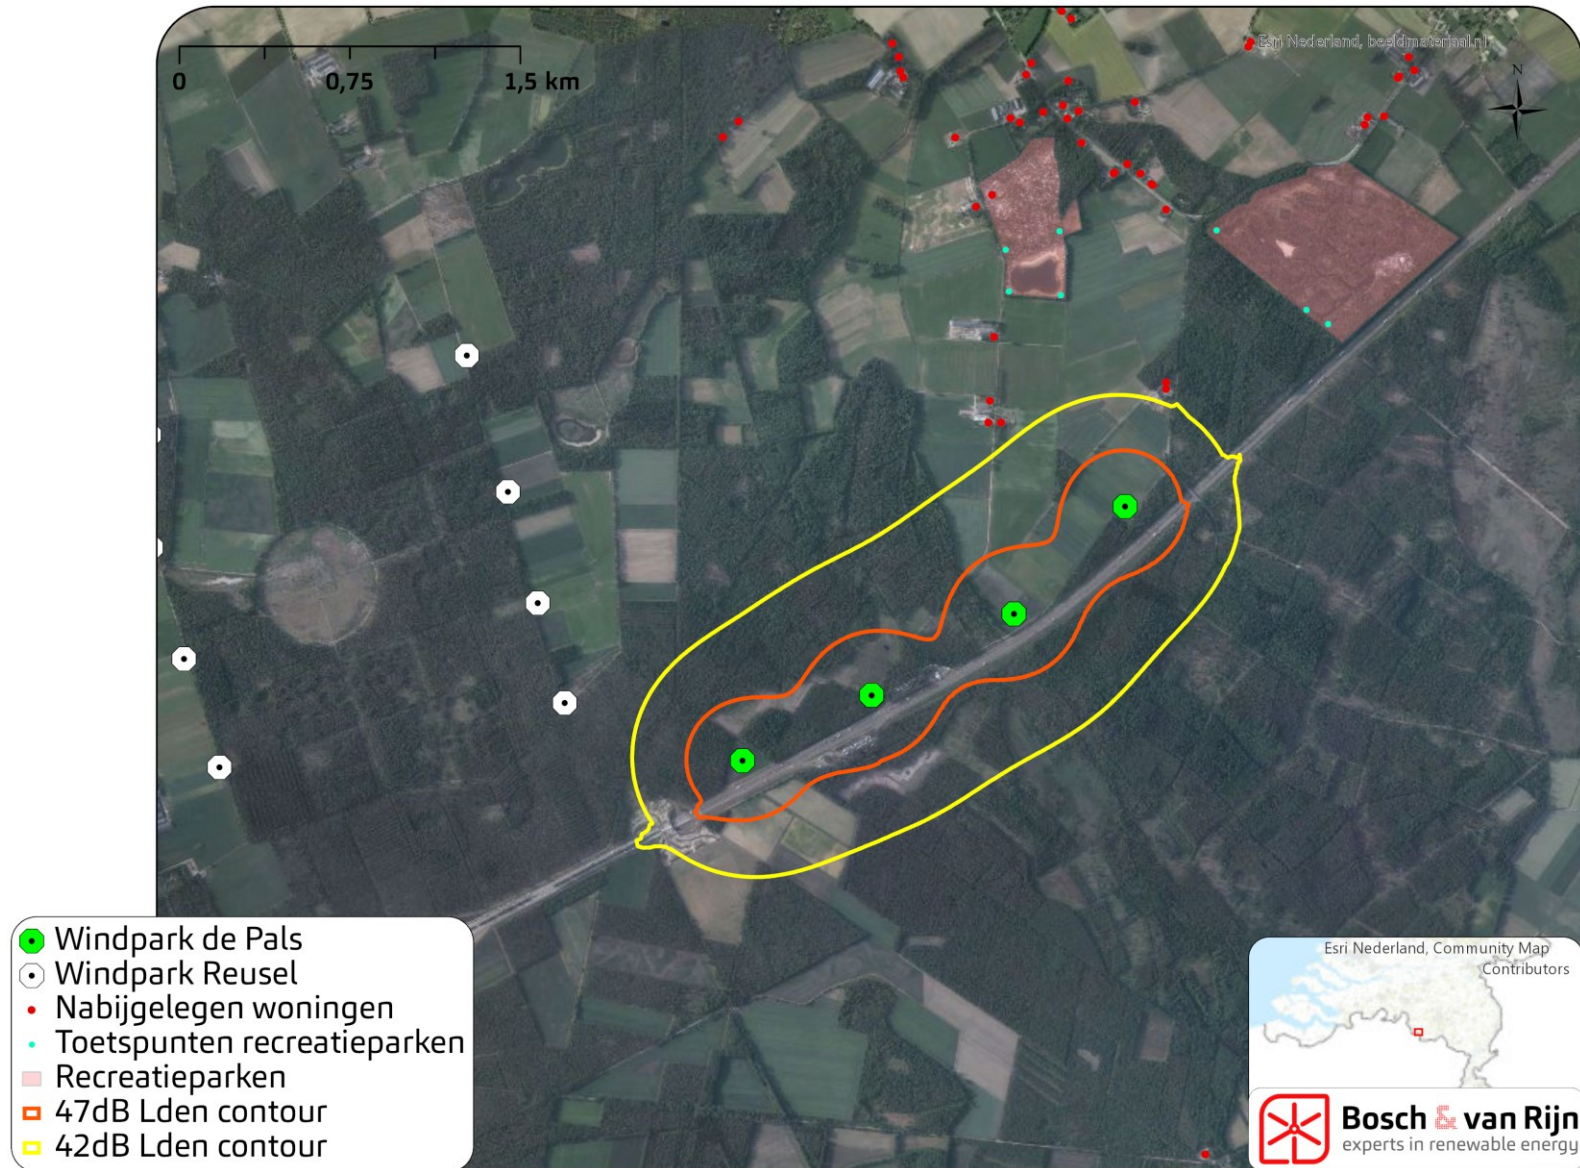 0 0,75 1,5 km
Esri Nederland, beeldmateriaal.nl
N
Windpark de Pals
Windpark Reusel
Nabijgelegen woningen
Toetspunten recreatieparken
Recreatieparken
47dB Lden contour
42dB Lden contour
Esri Nederland, Community Map
Contributors
Bosch & van Rijn
experts in renewable energy